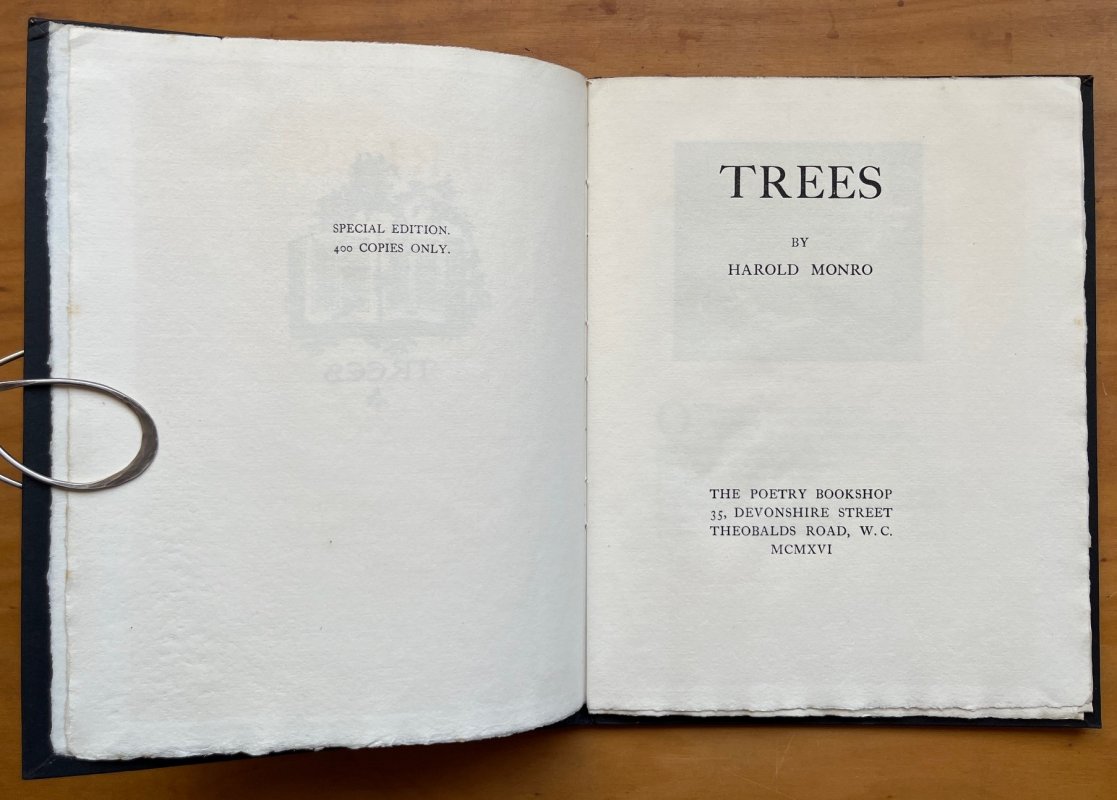 SPECIAL EDITION.
400 COPIES ONLY.
TREES
BY
HAROLD MONRO
THE POETRY BOOKSHOP
35, DEVONSHIRE STREET
THEOBALDS ROAD, W. C.
MCMXVI